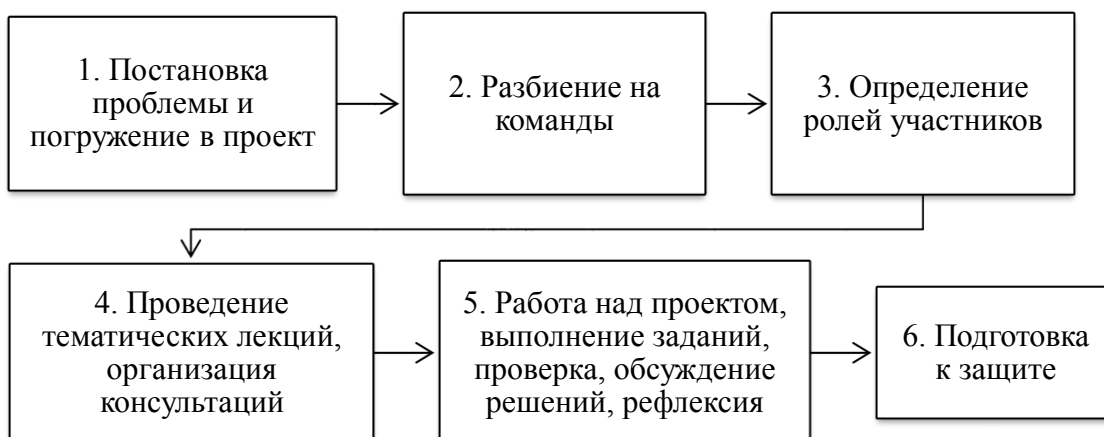 1. Постановка
проблемы и
погружение в проект
2. Разбиение на
команды
3. Определение
ролей участников
4. Проведение
тематических лекций,
организация
консультаций
5. Работа над проектом,
выполнение заданий,
проверка, обсуждение
решений, рефлексия
6. Подготовка
к защите